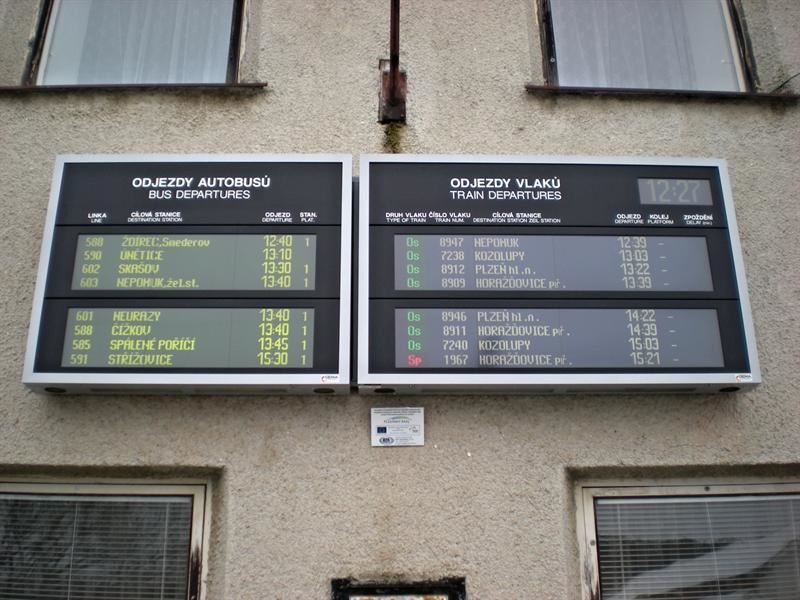 ODJEZDY AUTOBUSŮ
BUS DEPARTURES
LINKA CÍLOVÁ STANICE ODJEZD STAN.
LINE DESTINATION STATION DEPARTURE PLAT.
588 ŽDÍREC,Smederov 12:40 1
590 ÚNĚTICE 13:10
602 SKAŠOV 13:30 1
603 NEPOMUK,žel.st. 13:40 1
601 NEURAZY 13:40 1
588 ČÍŽKOV 13:40 1
585 SPÁLENÉ POŘÍČÍ 13:45 1
591 STŘÍŽOVICE 15:30 1
ODJEZDY VLAKŮ
TRAIN DEPARTURES
12:27
DRUH VLAKU ČÍSLO VLAKU CÍLOVÁ STANICE ODJEZD KOLEJ ZPOŽDĚNÍ
TYPE OF TRAIN TRAIN NUM. DESTINATION STATION ZEL STATION DEPARTURE PLATFORM DELAY
Os 8947 NEPOMUK 12:39 –
Os 7238 KOZOLUPY 13:03 –
Os 8912 PLZEŇ hl.n. 13:22 –
Os 8909 HORAŽĎOVICE př. 13:39 –
Os 8946 PLZEŇ hl.n. 14:22 –
Os 8911 HORAŽĎOVICE př. 14:39 –
Os 7240 KOZOLUPY 15:03 –
Sp 1967 HORAŽĎOVICE př. 15:21 –